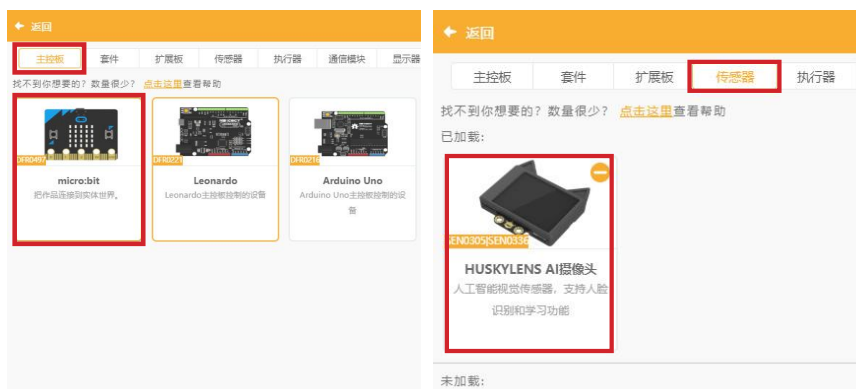 返回
主控板 套件 扩展板 传感器 执行器 通信模块 显示器
找不到你想要的？数量很少？ 点击这里查看帮助
DFR0497
DFR0221
DFR0216
micro:bit
把作品连接到实体世界。
Leonardo
Leonardo主控板控制的设备
Arduino Uno
Arduino Uno主控板控制的设
备
返回
主控板 套件 扩展板 传感器 执行器
找不到你想要的？数量很少？ 点击这里查看帮助
已加载:
SEN0305|SEN0336
HUSKYLENS AI摄像头
人工智能视觉传感器，支持人脸
识别和学习功能
未加载: